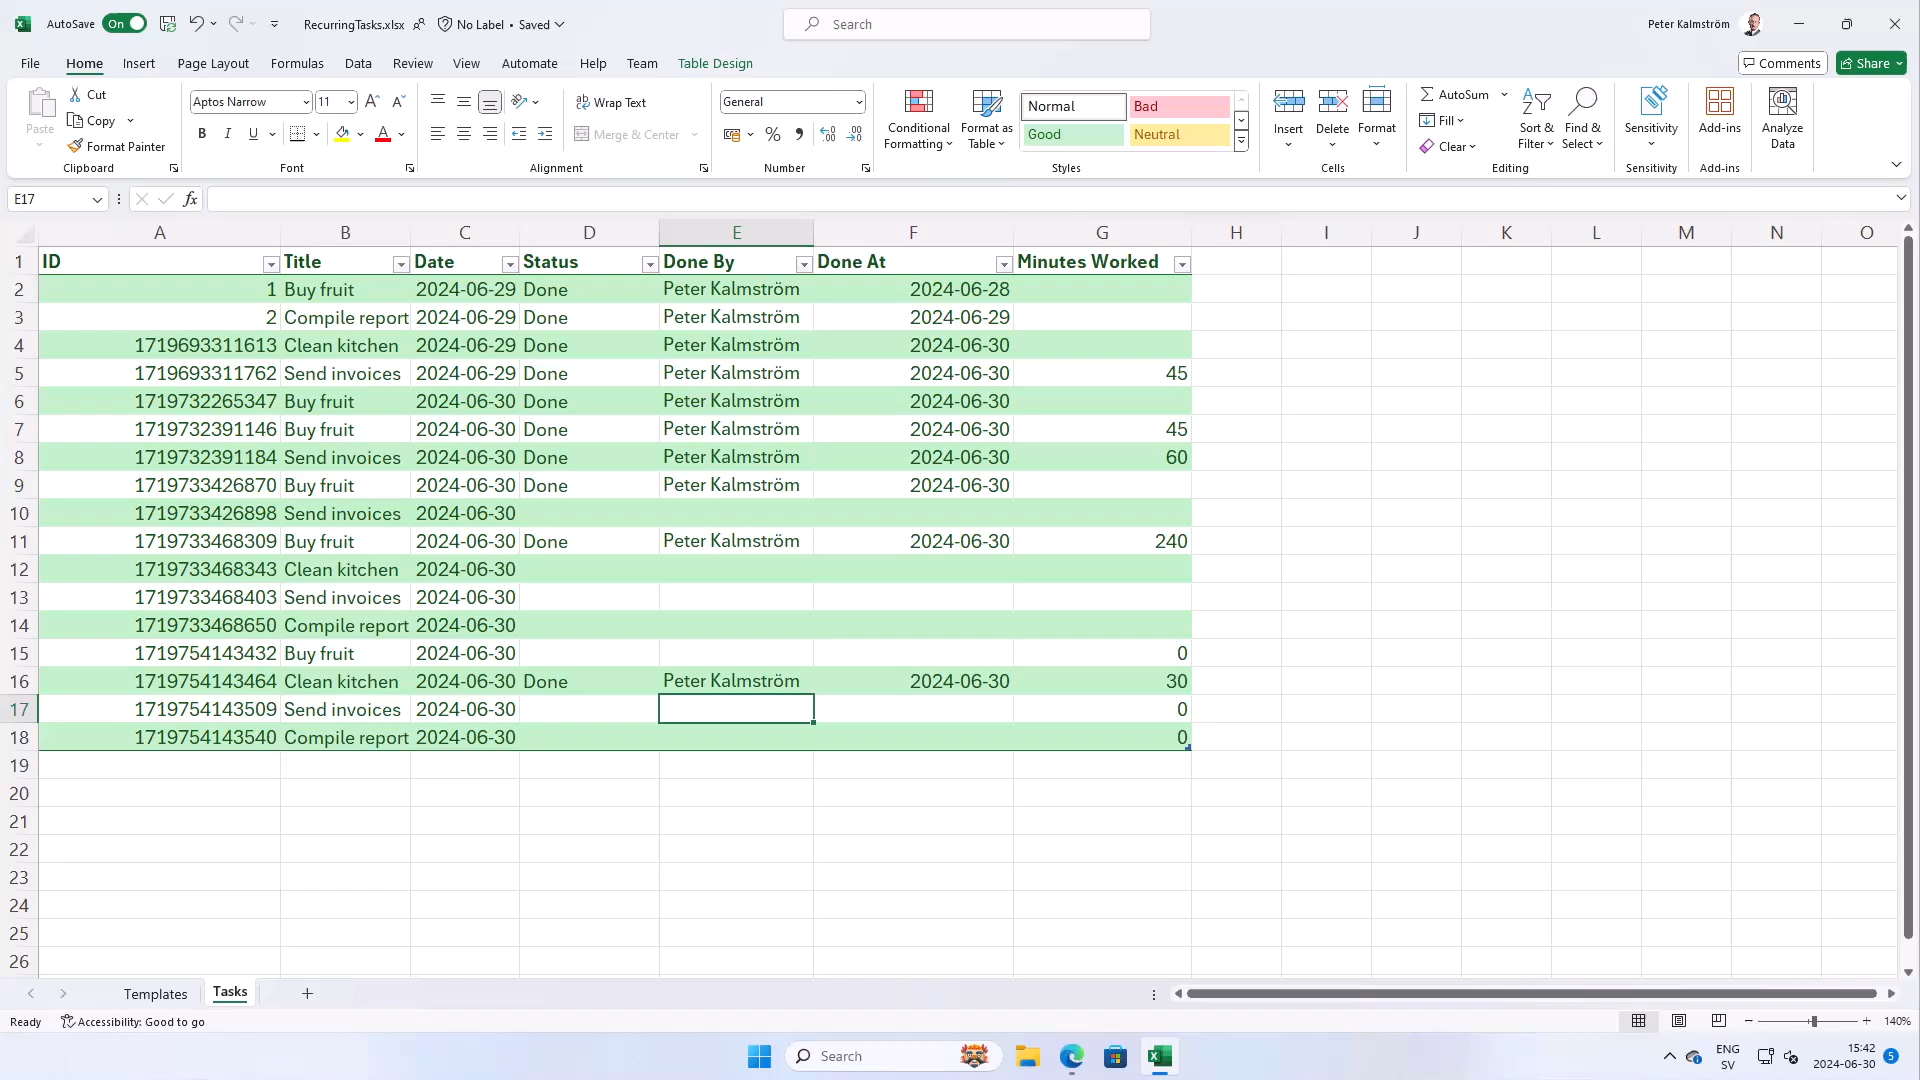 AutoSave On RecurringTasks.xlsx No Label • Saved Search Peter Kalmström
File Home Insert Page Layout Formulas Data Review View Automate Help Team Table Design Comments Share
Paste Cut Copy Format Painter Clipboard
Aptos Narrow 11 B I U Font
Wrap Text Merge & Center Alignment
General Number
Conditional Formatting Format as Table Normal Bad Good Neutral Styles
Insert Delete Format Cells
AutoSum Fill Clear Sort & Filter Find & Select Editing
Sensitivity Sensitivity
Add-ins Add-ins
Analyze Data
E17 fx
A B C D E F G H I J K L M N O
1 ID Title Date Status Done By Done At Minutes Worked
2 1 Buy fruit 2024-06-29 Done Peter Kalmström 2024-06-28
3 2 Compile report 2024-06-29 Done Peter Kalmström 2024-06-29
4 1719693311613 Clean kitchen 2024-06-29 Done Peter Kalmström 2024-06-30
5 1719693311762 Send invoices 2024-06-29 Done Peter Kalmström 2024-06-30 45
6 1719732265347 Buy fruit 2024-06-30 Done Peter Kalmström 2024-06-30
7 1719732391146 Buy fruit 2024-06-30 Done Peter Kalmström 2024-06-30 45
8 1719732391184 Send invoices 2024-06-30 Done Peter Kalmström 2024-06-30 60
9 1719733426870 Buy fruit 2024-06-30 Done Peter Kalmström 2024-06-30
10 1719733426898 Send invoices 2024-06-30
11 1719733468309 Buy fruit 2024-06-30 Done Peter Kalmström 2024-06-30 240
12 1719733468343 Clean kitchen 2024-06-30
13 1719733468403 Send invoices 2024-06-30
14 1719733468650 Compile report 2024-06-30
15 1719754143432 Buy fruit 2024-06-30 0
16 1719754143464 Clean kitchen 2024-06-30 Done Peter Kalmström 2024-06-30 30
17 1719754143509 Send invoices 2024-06-30 0
18 1719754143540 Compile report 2024-06-30 0
19
20
21
22
23
24
25
26
Templates Tasks
Ready Accessibility: Good to go 140%
Search ENG SV 15:42 2024-06-30 5